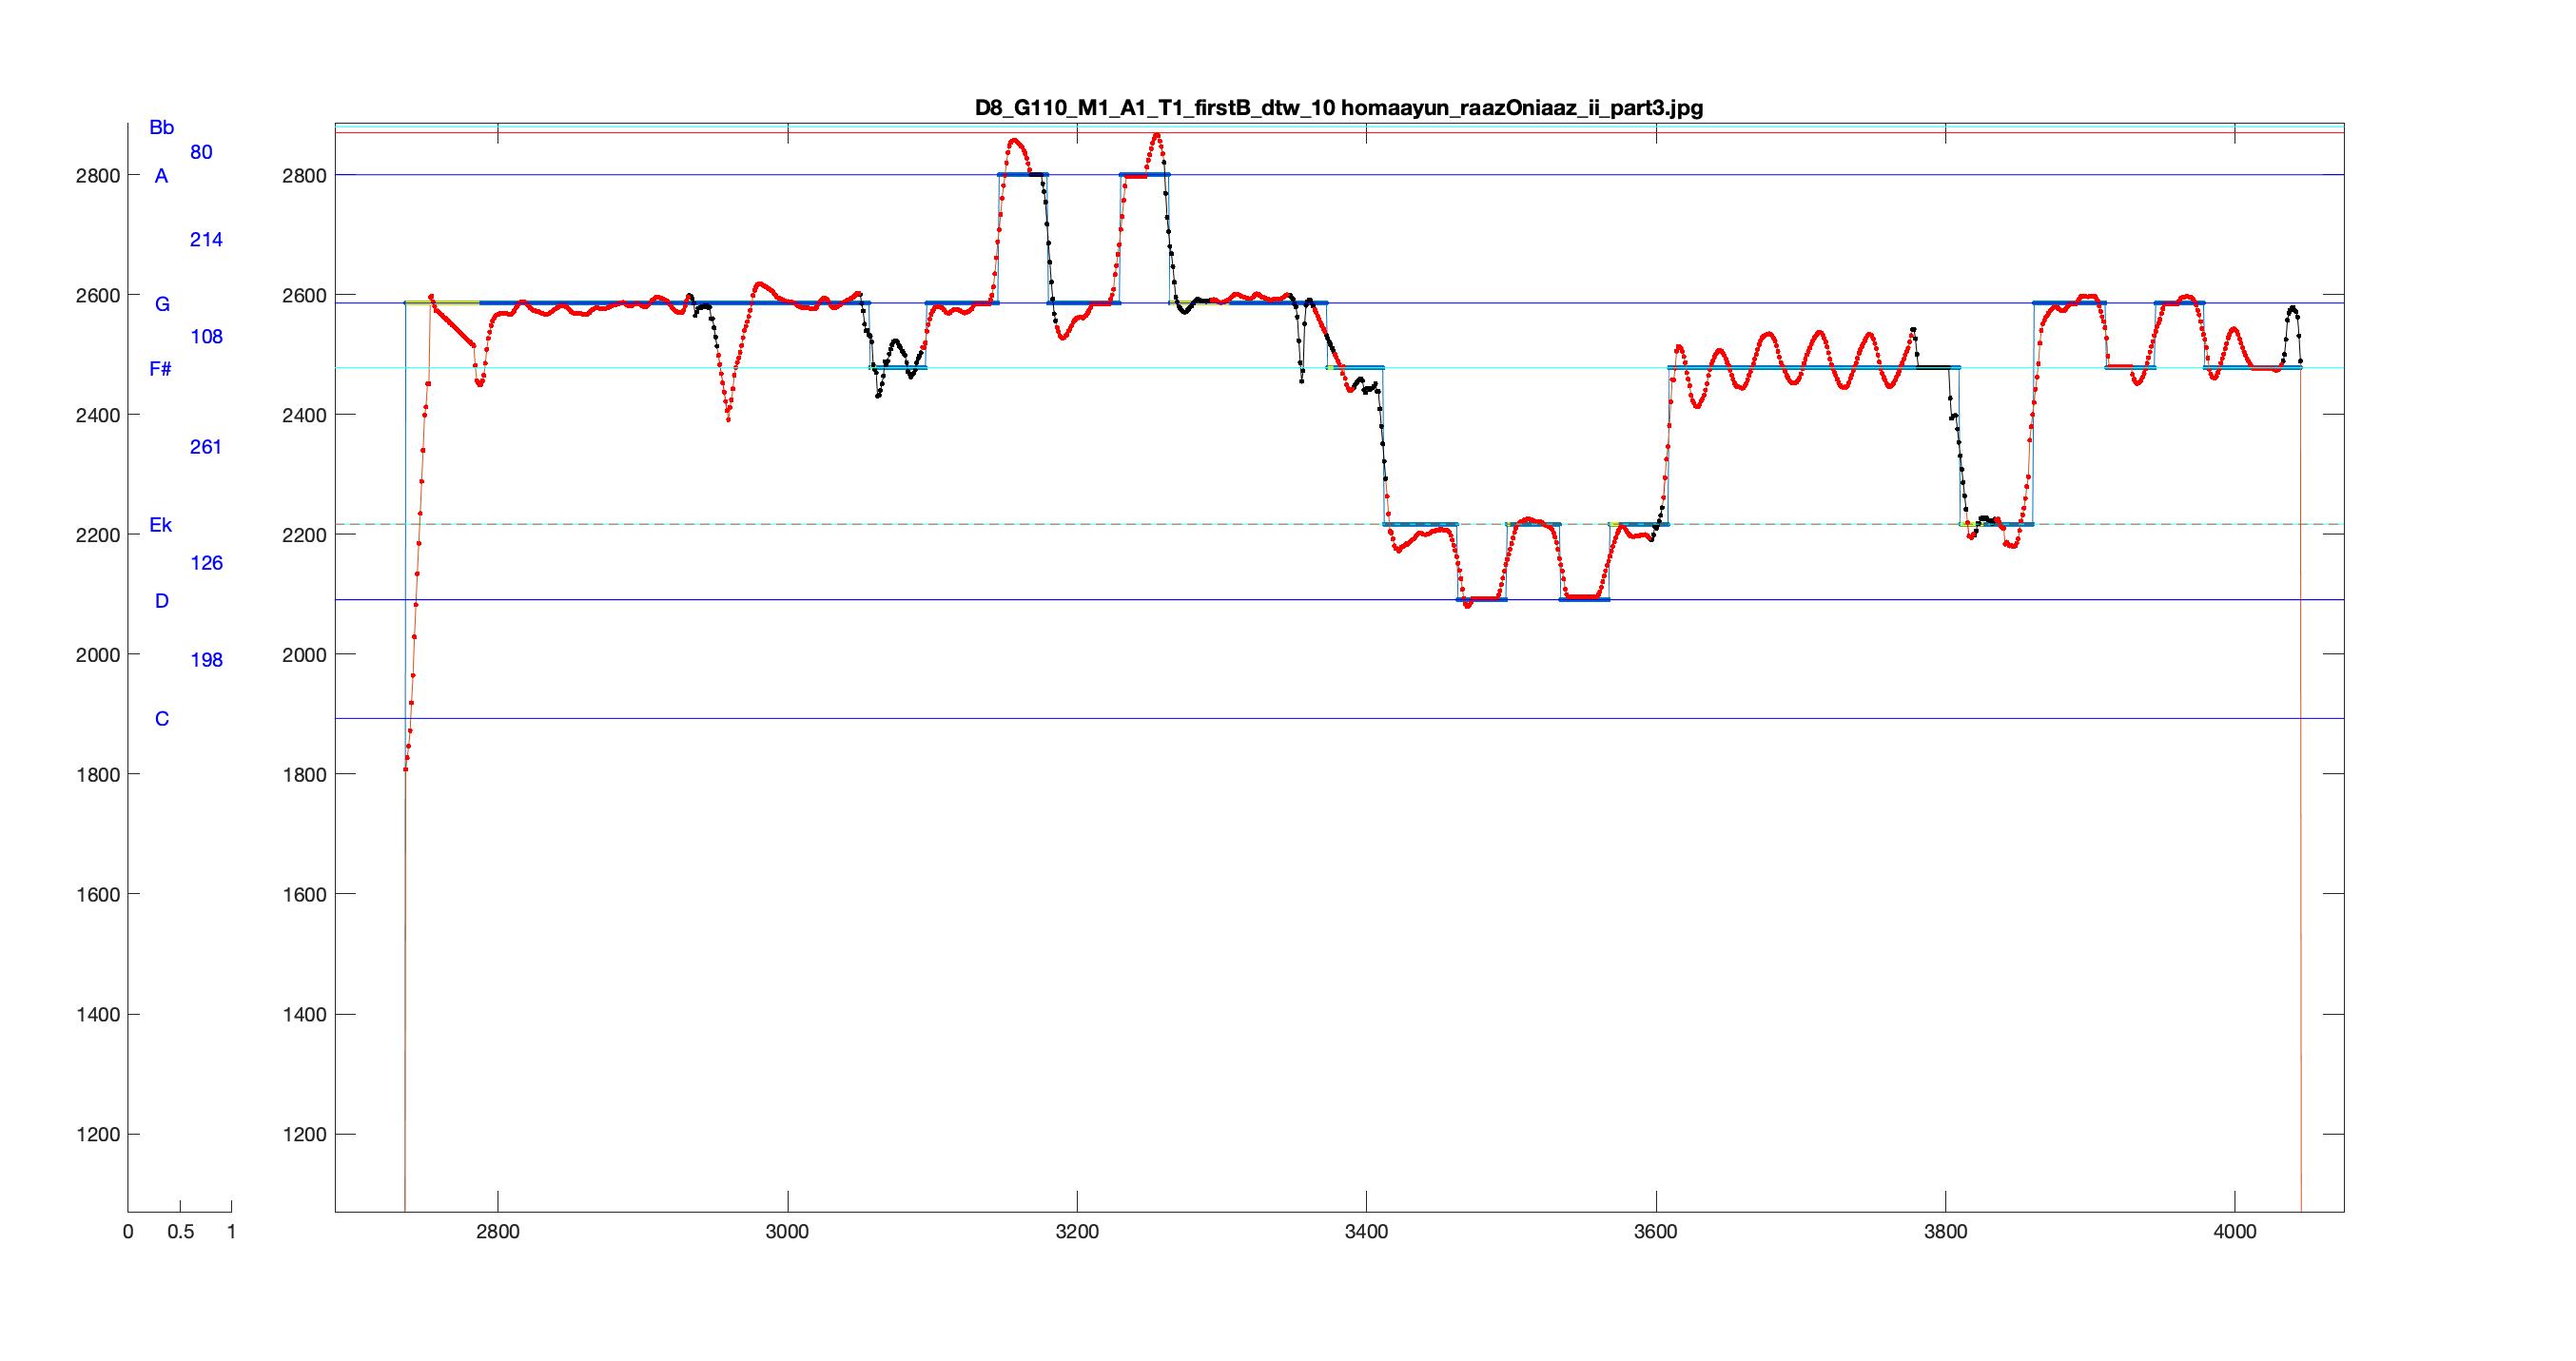 D8_G110_M1_A1_T1_firstB_dtw_10 homaayun_raazOniaaz_ii_part3.jpg
Bb
80
2800 A 2800
214
2600 G 2600
108
F#
2400 2400
261
Ek
2200 2200
126
D
198
2000 2000
C
1800 1800
1600 1600
1400 1400
1200 1200
0 0.5 1 2800 3000 3200 3400 3600 3800 4000